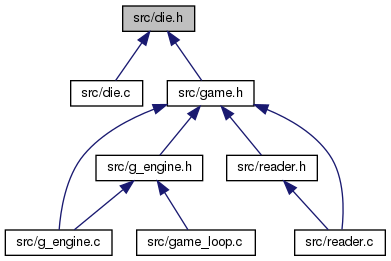 src/die.h
src/die.c
src/game.h
src/g_engine.h
src/reader.h
src/g_engine.c
src/game_loop.c
src/reader.c